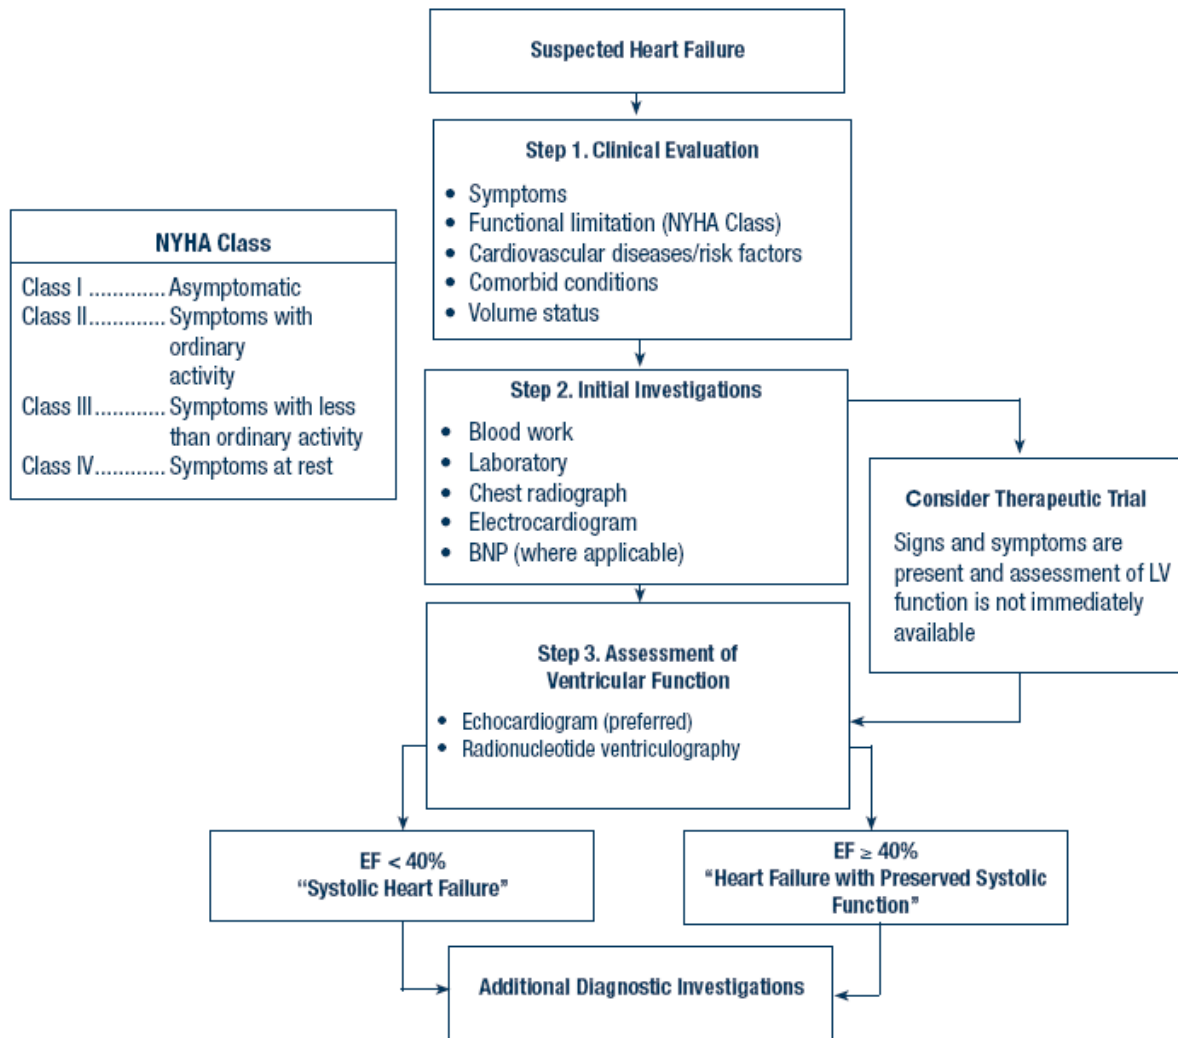 Suspected Heart Failure
Step 1. Clinical Evaluation
• Symptoms
• Functional limitation (NYHA Class)
• Cardiovascular diseases/risk factors
• Comorbid conditions
• Volume status
NYHA Class
Class I ............. Asymptomatic
Class II ............. Symptoms with
ordinary
activity
Class III ............ Symptoms with less
than ordinary activity
Class IV ............ Symptoms at rest
Step 2. Initial Investigations
• Blood work
• Laboratory
• Chest radiograph
• Electrocardiogram
• BNP (where applicable)
Consider Therapeutic Trial
Signs and symptoms are
present and assessment of LV
function is not immediately
available
Step 3. Assessment of
Ventricular Function
• Echocardiogram (preferred)
• Radionucleotide ventriculography
EF < 40%
“Systolic Heart Failure”
EF ≥ 40%
“Heart Failure with Preserved Systolic
Function”
Additional Diagnostic Investigations